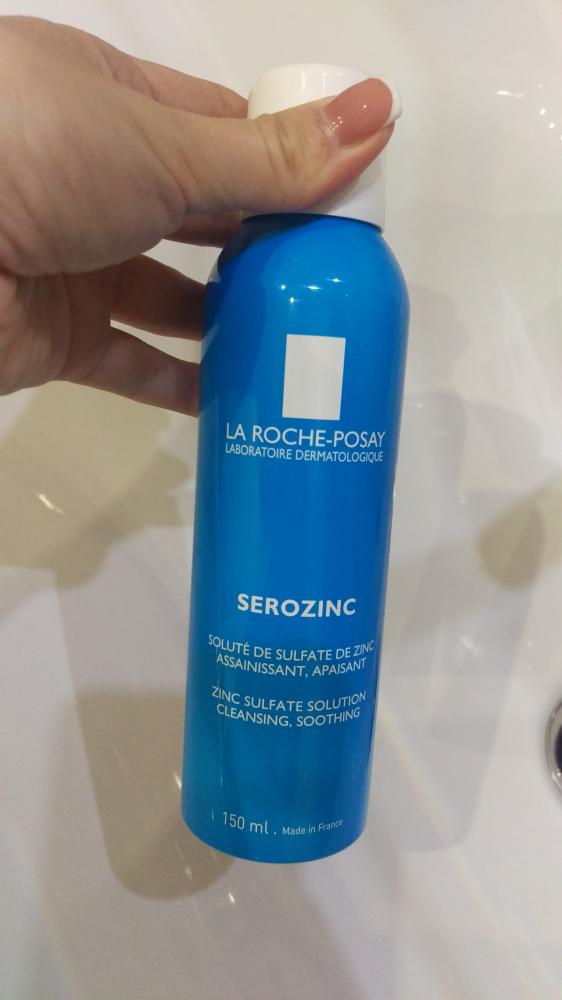 LA ROCHE-POSAY
LABORATOIRE DERMATOLOGIQUE
SEROZINC
SOLUTÉ DE SULFATE DE ZINC
ASSAINISSANT, APAISANT
ZINC SULFATE SOLUTION
CLEANSING, SOOTHING
150 ml . Made in France